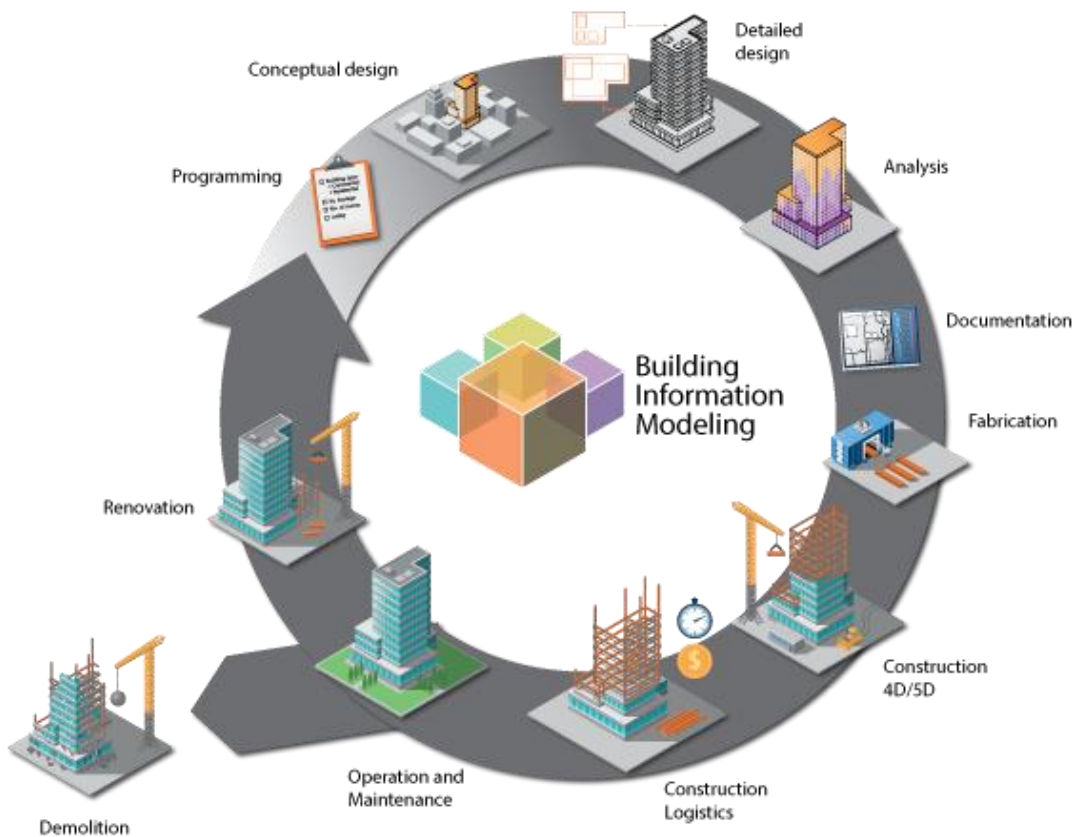 Detailed
design
Conceptual design
Programming
Analysis
Documentation
Building
Information
Modeling
Fabrication
Renovation
Construction
4D/5D
$
Operation and
Maintenance
Construction
Logistics
Demolition